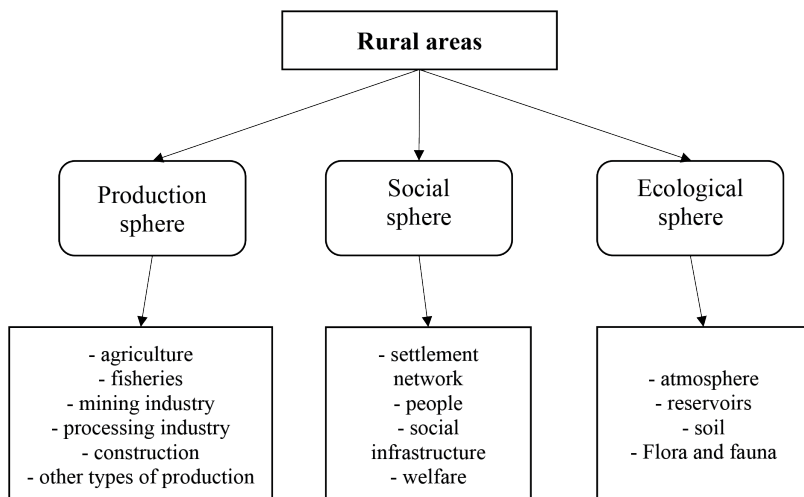 Rural areas
Production
sphere
Social
sphere
Ecological
sphere
- agriculture
- fisheries
- mining industry
- processing industry
- construction
- other types of production
- settlement
network
- people
- social
infrastructure
- welfare
- atmosphere
- reservoirs
- soil
- Flora and fauna